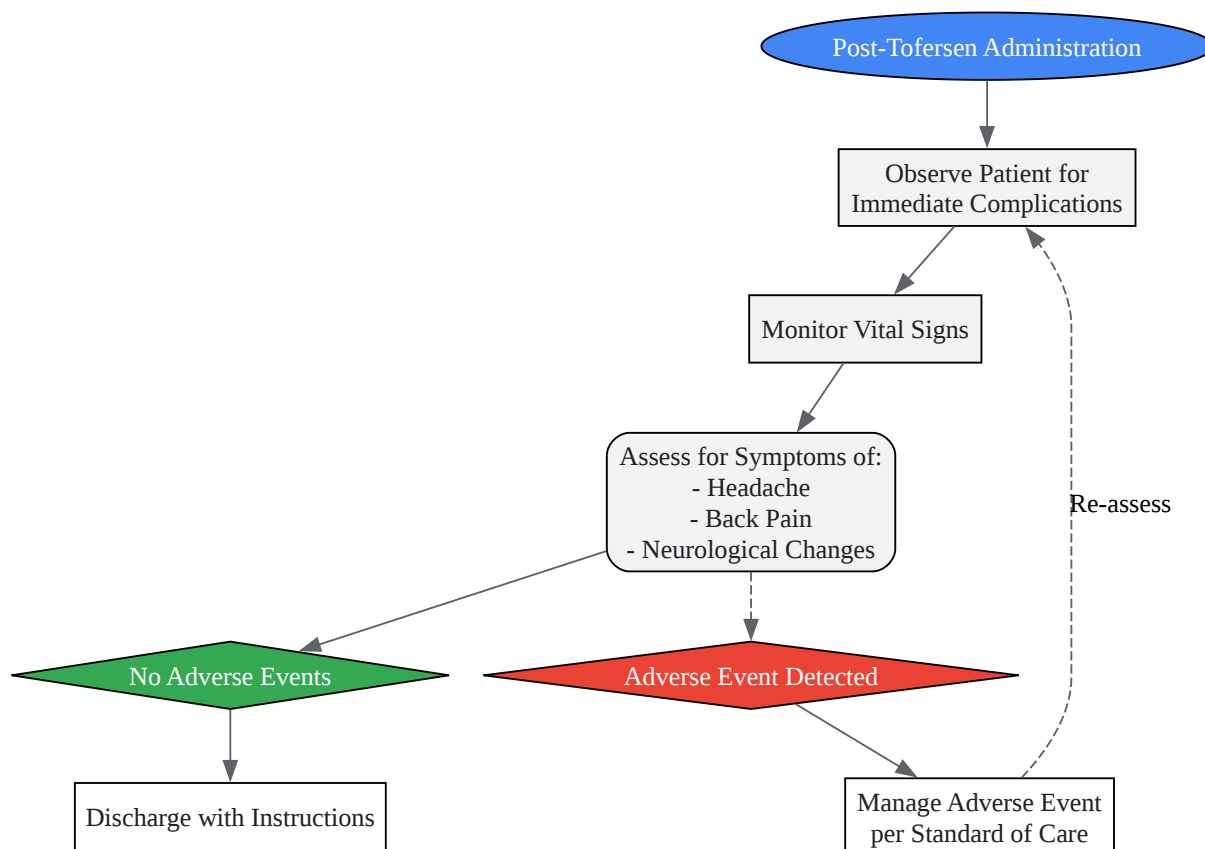 Post-Tofersen Administration
Observe Patient for
Immediate Complications
Monitor Vital Signs
Assess for Symptoms of:
- Headache
- Back Pain
- Neurological Changes
Re-assess
No Adverse Events
Adverse Event Detected
Discharge with Instructions
Manage Adverse Event
per Standard of Care